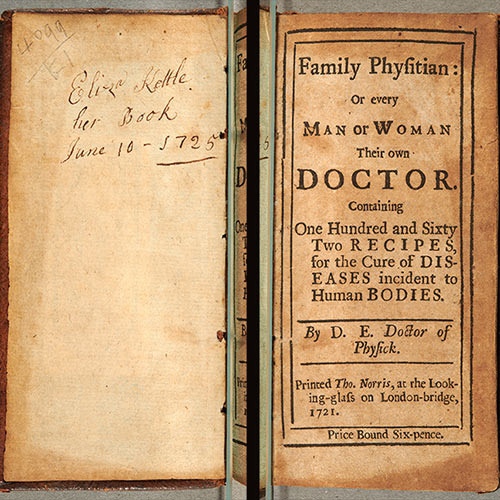 4099
Eliza Kettle.
her Book
June 10 - 1725
Family Phyſitian:
Or every
MAN or WOMAN
Their own
DOCTOR.
Containing
One Hundred and Sixty
Two RECIPES,
for the Cure of DIS-
EASES incident to
Human BODIES.
By D. E. Doctor of
Phyſick.
Printed Tho. Norris, at the Look-
ing-glaſs on London-bridge,
1721.
Price Bound Six-pence.